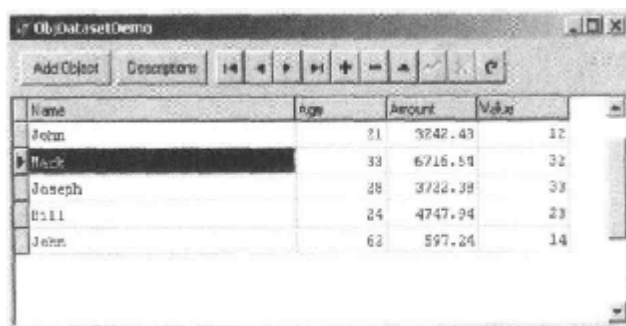 ObjDatasetDemo
Add Object Descriptions
Name Age Amount Value
John 21 3242.43 12
33 6716.54 32
Joseph 28 3722.38 33
Bill 24 4747.94 23
John 62 597.24 14